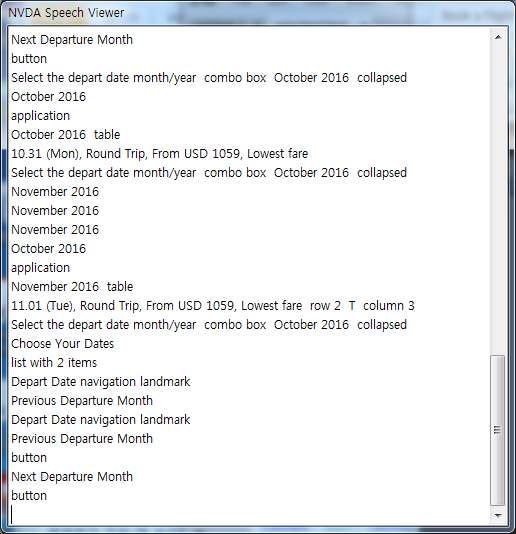 NVDA Speech Viewer
Next Departure Month
button
Select the depart date month/year  combo box  October 2016  collapsed
October 2016
application
October 2016  table
10.31 (Mon), Round Trip, From USD 1059, Lowest fare
Select the depart date month/year  combo box  October 2016  collapsed
November 2016
November 2016
November 2016
October 2016
application
November 2016  table
11.01 (Tue), Round Trip, From USD 1059, Lowest fare  row 2  T  column 3
Select the depart date month/year  combo box  October 2016  collapsed
Choose Your Dates
list with 2 items
Depart Date navigation landmark
Previous Departure Month
Depart Date navigation landmark
Previous Departure Month
button
Next Departure Month
button